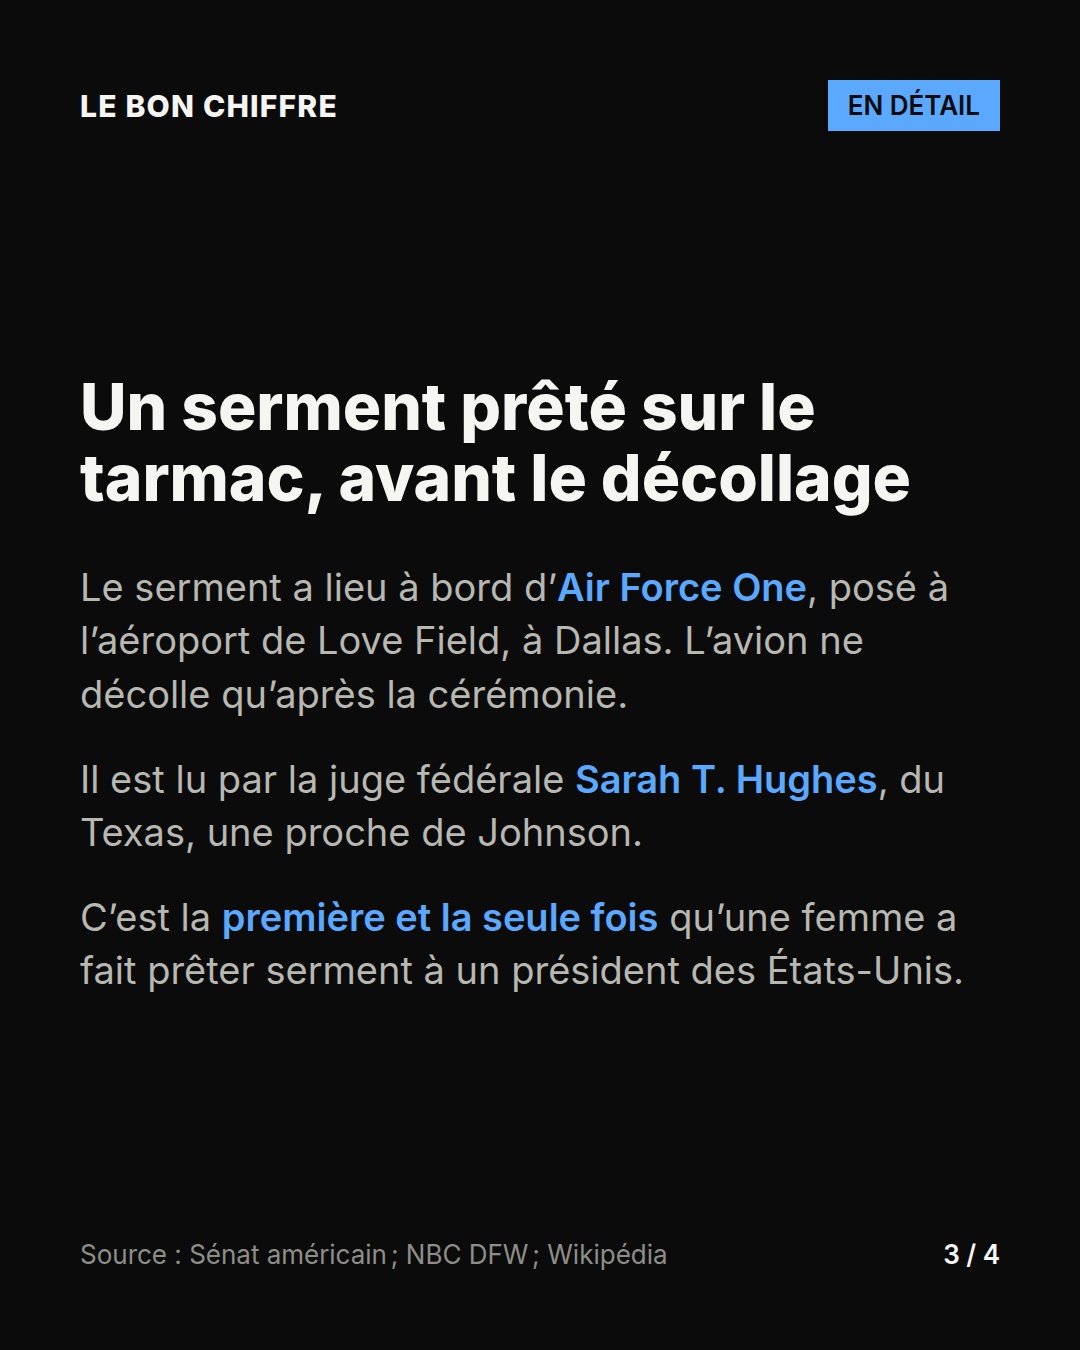 LE BON CHIFFRE
EN DÉTAIL
Un serment prêté sur le
tarmac, avant le décollage
Le serment a lieu à bord d’Air Force One, posé à
l’aéroport de Love Field, à Dallas. L’avion ne
décolle qu’après la cérémonie.
Il est lu par la juge fédérale Sarah T. Hughes, du
Texas, une proche de Johnson.
C’est la première et la seule fois qu’une femme a
fait prêter serment à un président des États-Unis.
Source : Sénat américain ; NBC DFW ; Wikipédia
3 / 4